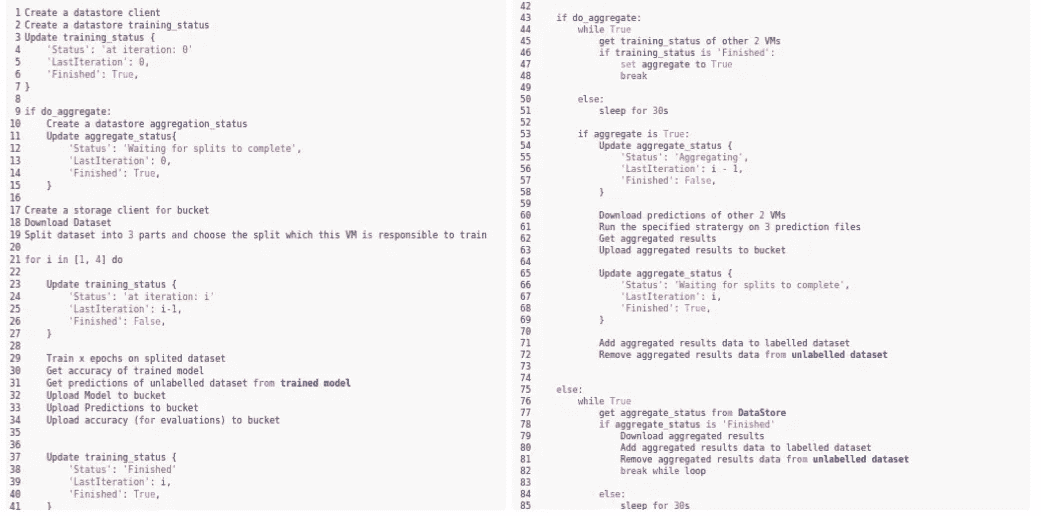 1 Create a datastore client
2 Create a datastore training_status
3 Update training_status {
4 'Status': 'at iteration: 0'
5 'LastIteration': 0,
6 'Finished': True,
7 }
8
9 if do_aggregate:
10 Create a datastore aggregation_status
11 Update aggregate_status{
12 'Status': 'Waiting for splits to complete',
13 'LastIteration': 0,
14 'Finished': True,
15 }
16
17 Create a storage client for bucket
18 Download Dataset
19 Split dataset into 3 parts and choose the split which this VM is responsible to train
20
21 for i in [1, 4] do
22
23 Update training_status {
24 'Status': 'at iteration: i'
25 'LastIteration': i-1,
26 'Finished': False,
27 }
28
29 Train x epochs on splited dataset
30 Get accuracy of trained model
31 Get predictions of unlabelled dataset from trained model
32 Upload Model to bucket
33 Upload Predictions to bucket
34 Upload accuracy (for evaluations) to bucket
35
36
37 Update training_status {
38 'Status': 'Finished'
39 'LastIteration': i,
40 'Finished': True,
41 }
42
43 if do_aggregate:
44 while True
45 get training_status of other 2 VMs
46 if training_status is 'Finished':
47 set aggregate to True
48 break
49
50 else:
51 sleep for 30s
52
53 if aggregate is True:
54 Update aggregate_status {
55 'Status': 'Aggregating',
56 'LastIteration': i - 1,
57 'Finished': False,
58 }
59
60 Download predictions of other 2 VMs
61 Run the specified stratergy on 3 prediction files
62 Get aggregated results
63 Upload aggregated results to bucket
64
65 Update aggregate_status {
66 'Status': 'Waiting for splits to complete',
67 'LastIteration': i,
68 'Finished': True,
69 }
70
71 Add aggregated results data to labelled dataset
72 Remove aggregated results data from unlabelled dataset
73
74
75 else:
76 while True
77 get aggregate_status from DataStore
78 if aggregate_status is 'Finished'
79 Download aggregated results
80 Add aggregated results data to labelled dataset
81 Remove aggregated results data from unlabelled dataset
82 break while loop
83
84 else:
85 sleep for 30s